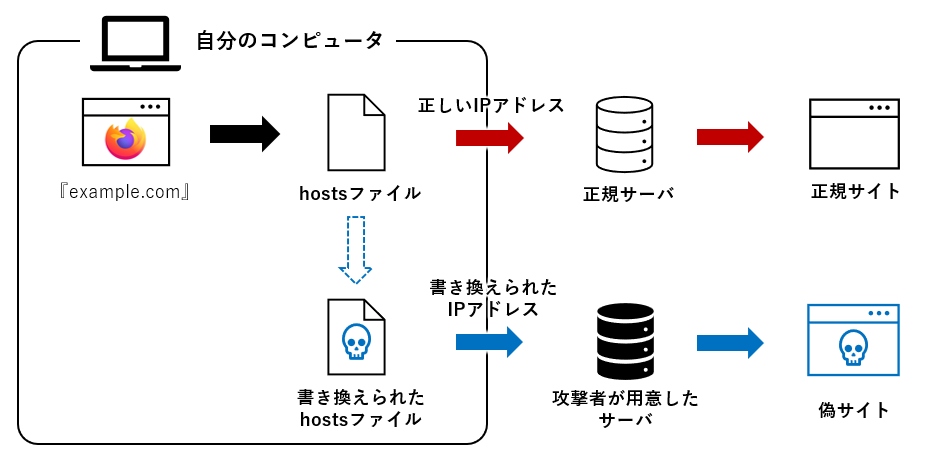 自分のコンピュータ
正しいIPアドレス
『example.com』
hostsファイル
正規サーバ
正規サイト
書き換えられた
IPアドレス
書き換えられた
hostsファイル
攻撃者が用意した
サーバ
偽サイト